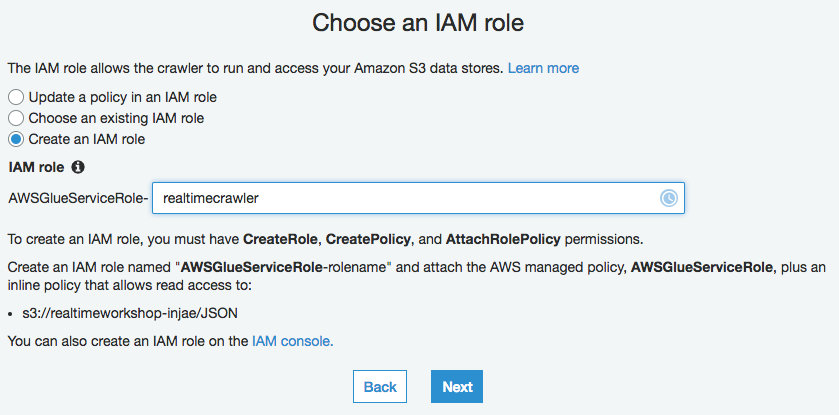 Choose an IAM role
The IAM role allows the crawler to run and access your Amazon S3 data stores. Learn more
Update a policy in an IAM role
Choose an existing IAM role
Create an IAM role
IAM role
AWSGlueServiceRole- realtimecrawler
To create an IAM role, you must have CreateRole, CreatePolicy, and AttachRolePolicy permissions.
Create an IAM role named "AWSGlueServiceRole-rolename" and attach the AWS managed policy, AWSGlueServiceRole, plus an
inline policy that allows read access to:
• s3://realtimeworkshop-injae/JSON
You can also create an IAM role on the IAM console.
Back Next